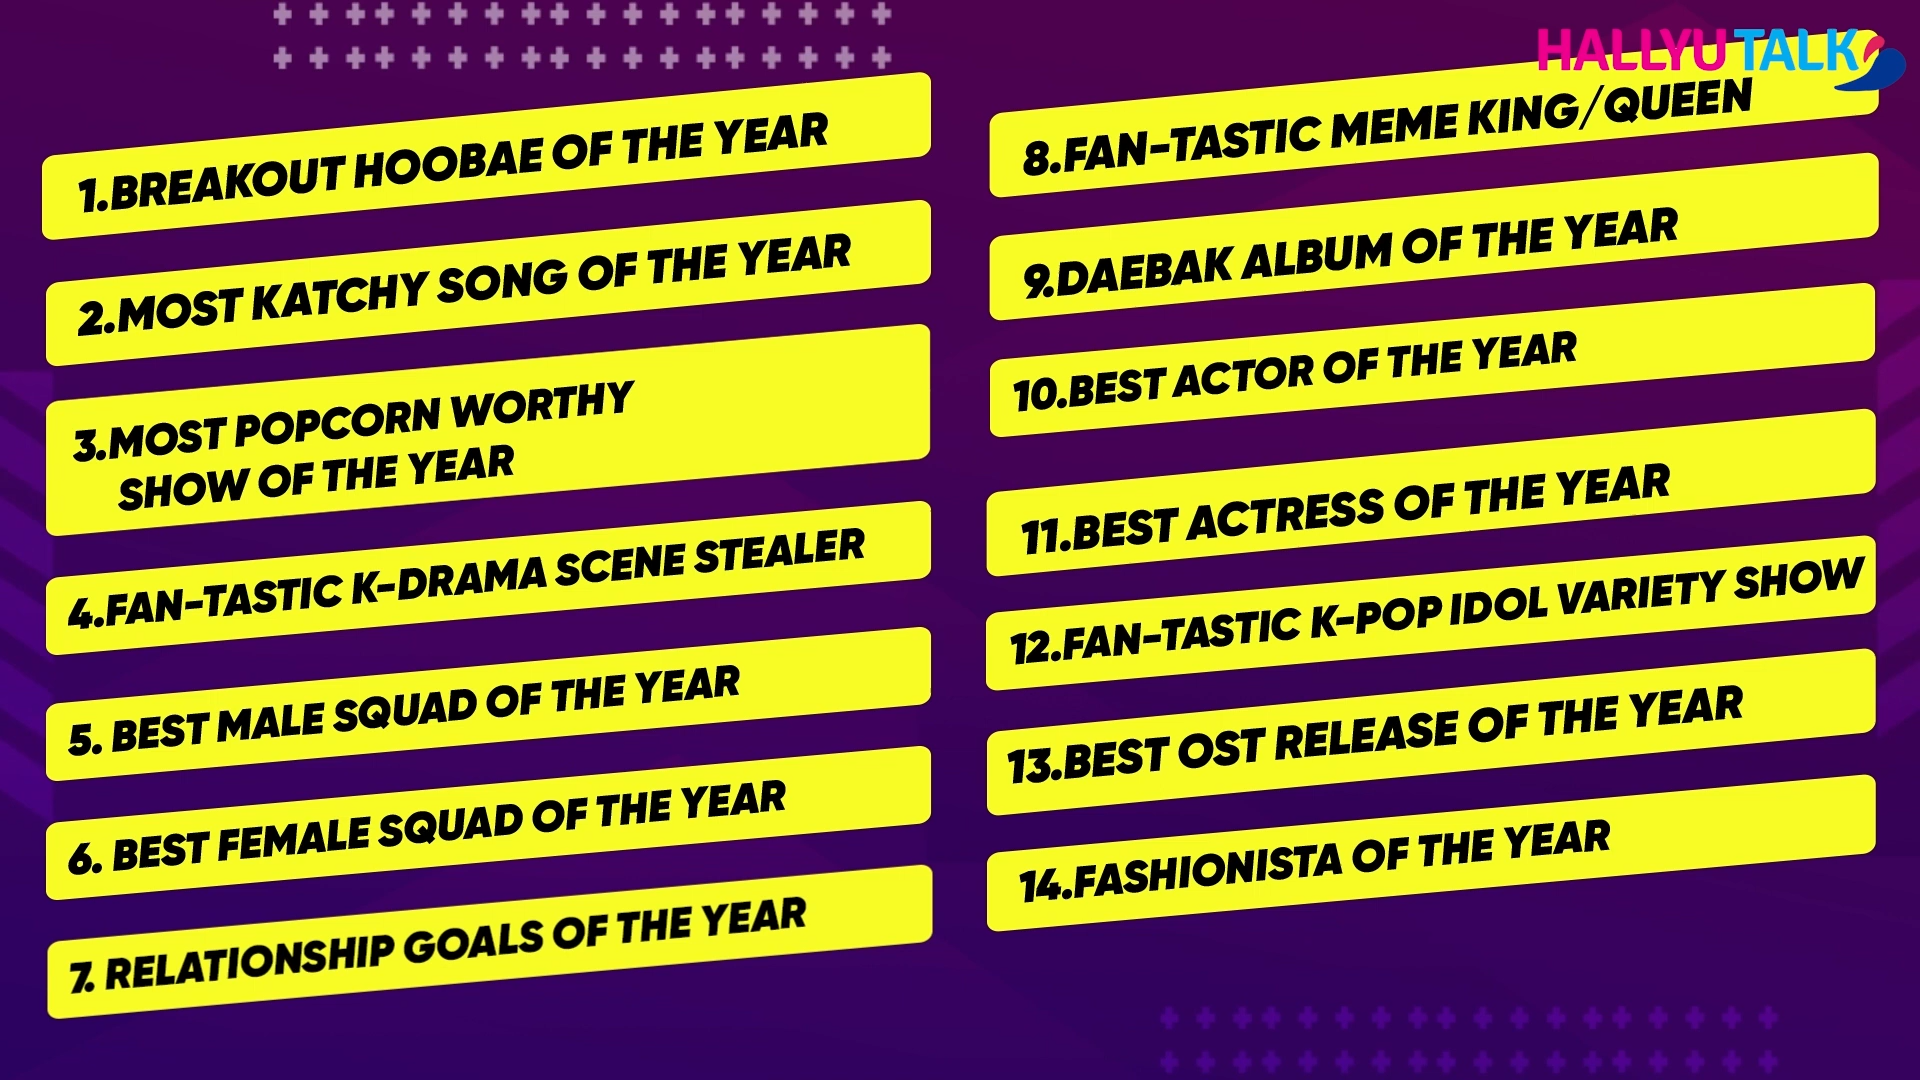 HALLYUTALK
1.BREAKOUT HOOBAE OF THE YEAR
2.MOST KATCHY SONG OF THE YEAR
3.MOST POPCORN WORTHY
SHOW OF THE YEAR
4.FAN-TASTIC K-DRAMA SCENE STEALER
5. BEST MALE SQUAD OF THE YEAR
6. BEST FEMALE SQUAD OF THE YEAR
7. RELATIONSHIP GOALS OF THE YEAR
8.FAN-TASTIC MEME KING/QUEEN
9.DAEBAK ALBUM OF THE YEAR
10.BEST ACTOR OF THE YEAR
11.BEST ACTRESS OF THE YEAR
12.FAN-TASTIC K-POP IDOL VARIETY SHOW
13.BEST OST RELEASE OF THE YEAR
14.FASHIONISTA OF THE YEAR